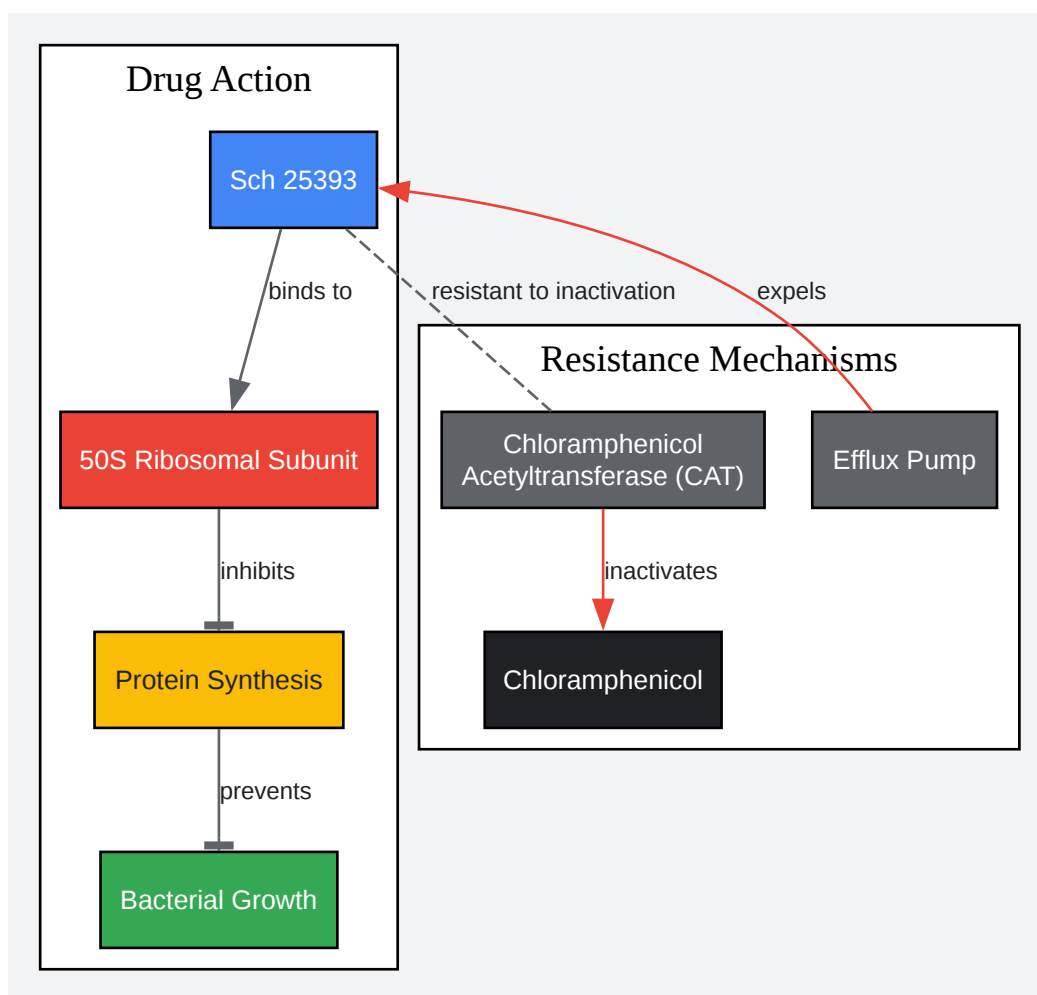 Drug Action
Sch 25393
binds to
resistant to inactivation
expels
Resistance Mechanisms
50S Ribosomal Subunit
Chloramphenicol
Acetyltransferase (CAT)
Efflux Pump
inhibits
inactivates
Protein Synthesis
Chloramphenicol
prevents
Bacterial Growth